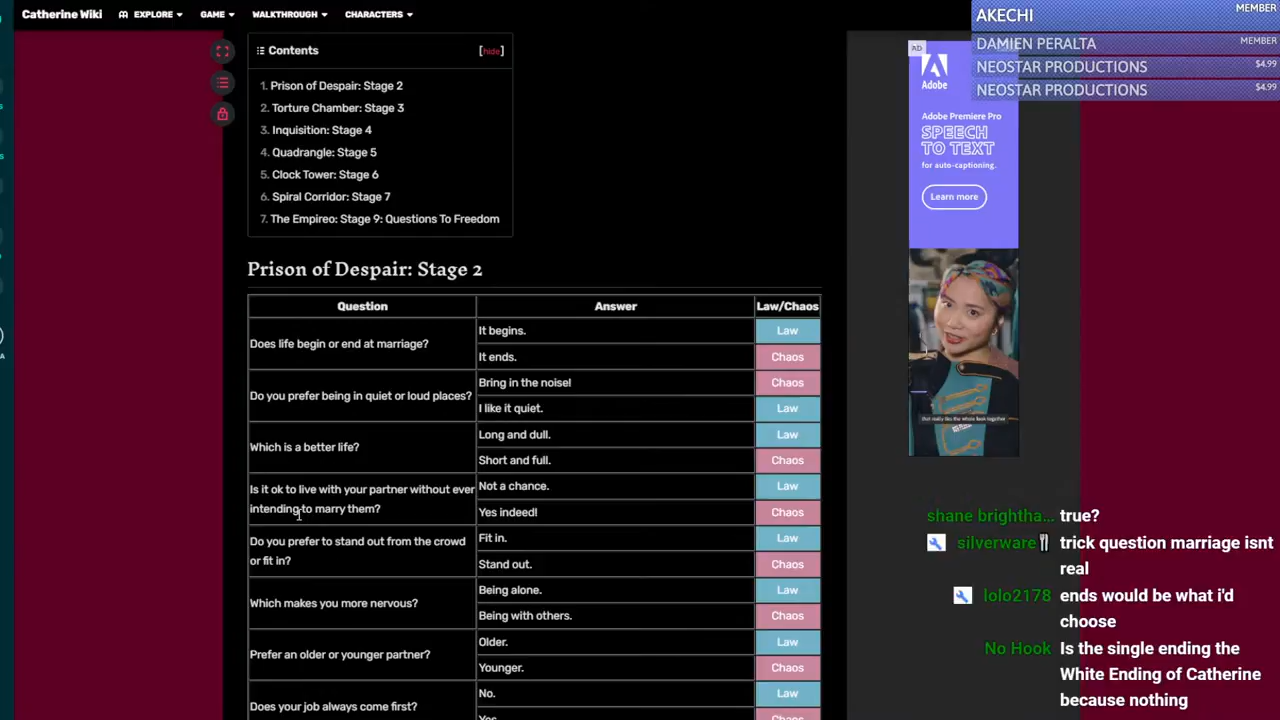 Catherine Wiki
EXPLORE
GAME
WALKTHROUGH
CHARACTERS
AKECHI
MEMBER
DAMIEN PERALTA
MEMBER
NEOSTAR PRODUCTIONS
$4.99
NEOSTAR PRODUCTIONS
$4.99
Contents
[hide]
1. Prison of Despair: Stage 2
2. Torture Chamber: Stage 3
3. Inquisition: Stage 4
4. Quadrangle: Stage 5
5. Clock Tower: Stage 6
6. Spiral Corridor: Stage 7
7. The Empireo: Stage 9: Questions To Freedom
AD
Adobe
Adobe Premiere Pro
SPEECH
TO TEXT
for auto-captioning.
Learn more
Prison of Despair: Stage 2
Question
Answer
Law/Chaos
Does life begin or end at marriage?
It begins.
Law
It ends.
Chaos
Do you prefer being in quiet or loud places?
Bring in the noise!
Chaos
I like it quiet.
Law
Which is a better life?
Long and dull.
Law
Short and full.
Chaos
Is it ok to live with your partner without ever
intending to marry them?
Not a chance.
Law
Yes indeed!
Chaos
Do you prefer to stand out from the crowd
or fit in?
Fit in.
Law
Stand out.
Chaos
Which makes you more nervous?
Being alone.
Law
Being with others.
Chaos
Prefer an older or younger partner?
Older.
Law
Younger.
Chaos
Does your job always come first?
No.
Law
Yes.
Chaos
shane brightha... true?
silverware trick question marriage isnt
real
lolo2178 ends would be what i'd
choose
No Hook Is the single ending the
White Ending of Catherine
because nothing